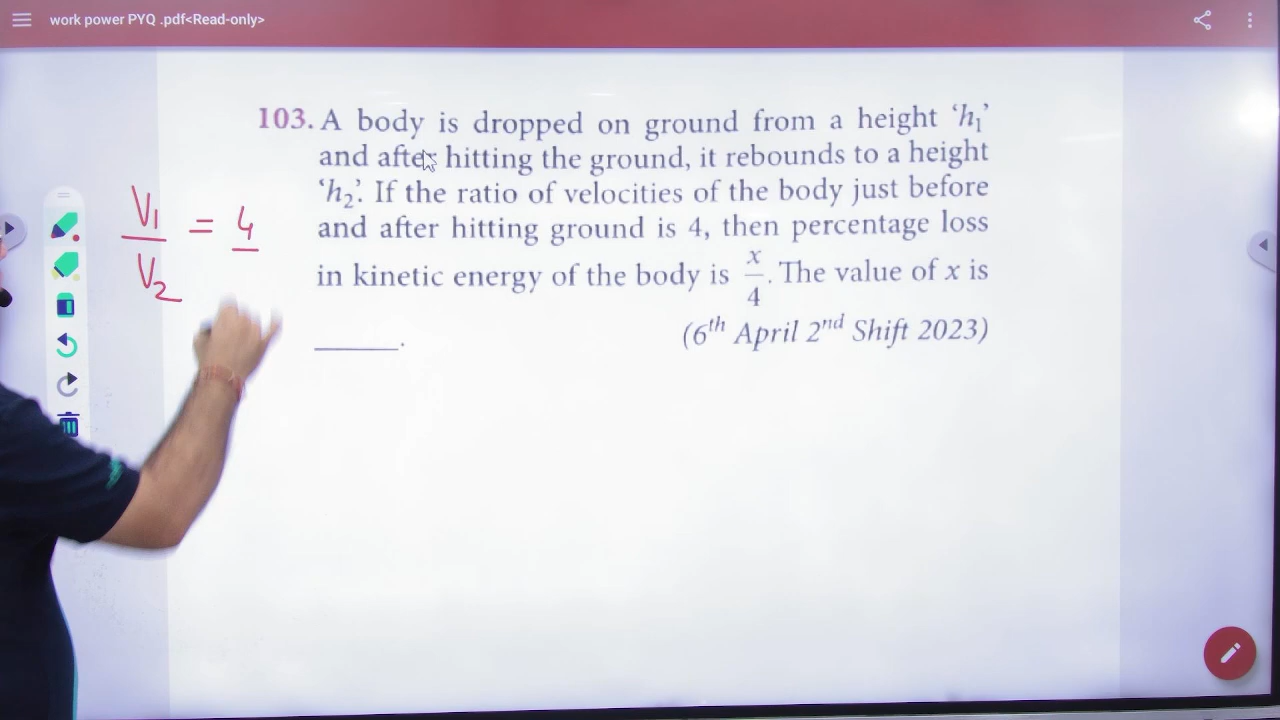 work power PYQ .pdf<Read-only>
103. A body is dropped on ground from a height ‘h₁’
and after hitting the ground, it rebounds to a height
‘h₂’. If the ratio of velocities of the body just before
and after hitting ground is 4, then percentage loss
in kinetic energy of the body is x/4. The value of x is
______.
(6th April 2nd Shift 2023)
V₁/V₂ = 4